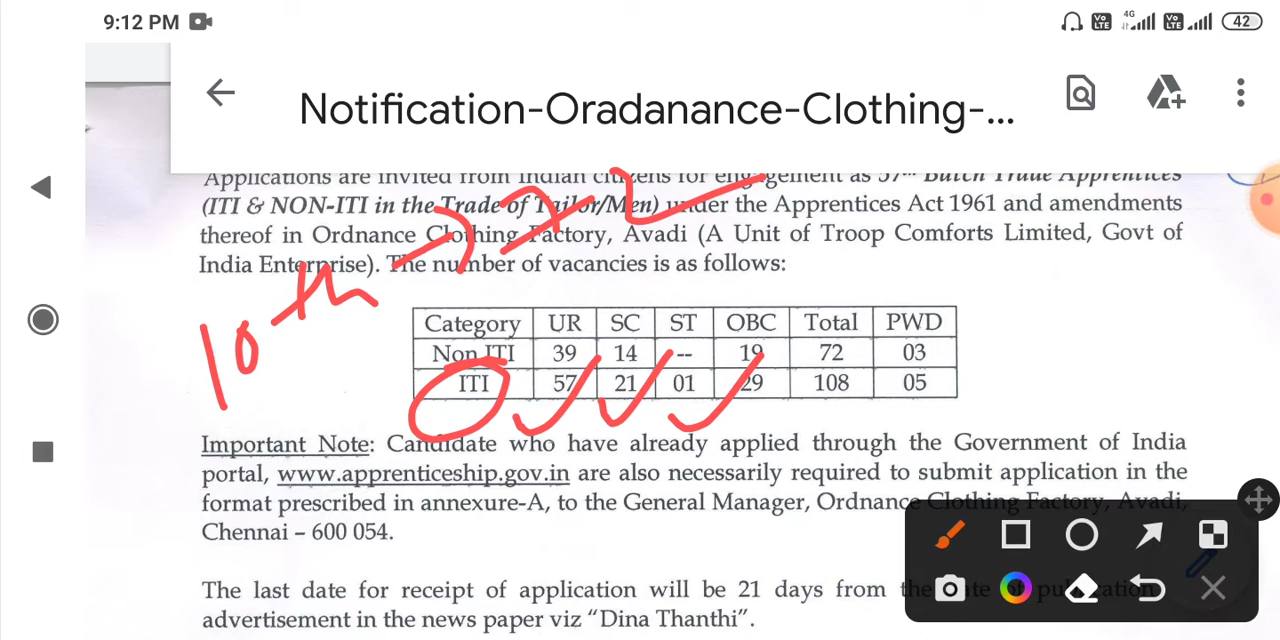 9:12 PM
4G
Vo LTE
Vo LTE
42
Notification-Oradanance-Clothing-...
Applications are invited from Indian citizens for engagement as 57th Batch Trade Apprentices
(ITI & NON-ITI in the Trade of Tailor/Men) under the Apprentices Act 1961 and amendments
thereof in Ordnance Clothing Factory, Avadi (A Unit of Troop Comforts Limited, Govt of
India Enterprise). The number of vacancies is as follows:
10th 72
Category UR SC ST OBC Total PWD
Non ITI 39 14 -- 19 72 03
ITI 57 21 01 29 108 05
Important Note: Candidate who have already applied through the Government of India
portal, www.apprenticeship.gov.in are also necessarily required to submit application in the
format prescribed in annexure-A, to the General Manager, Ordnance Clothing Factory, Avadi,
Chennai – 600 054.
The last date for receipt of application will be 21 days from the date of publication
advertisement in the news paper viz “Dina Thanthi”.